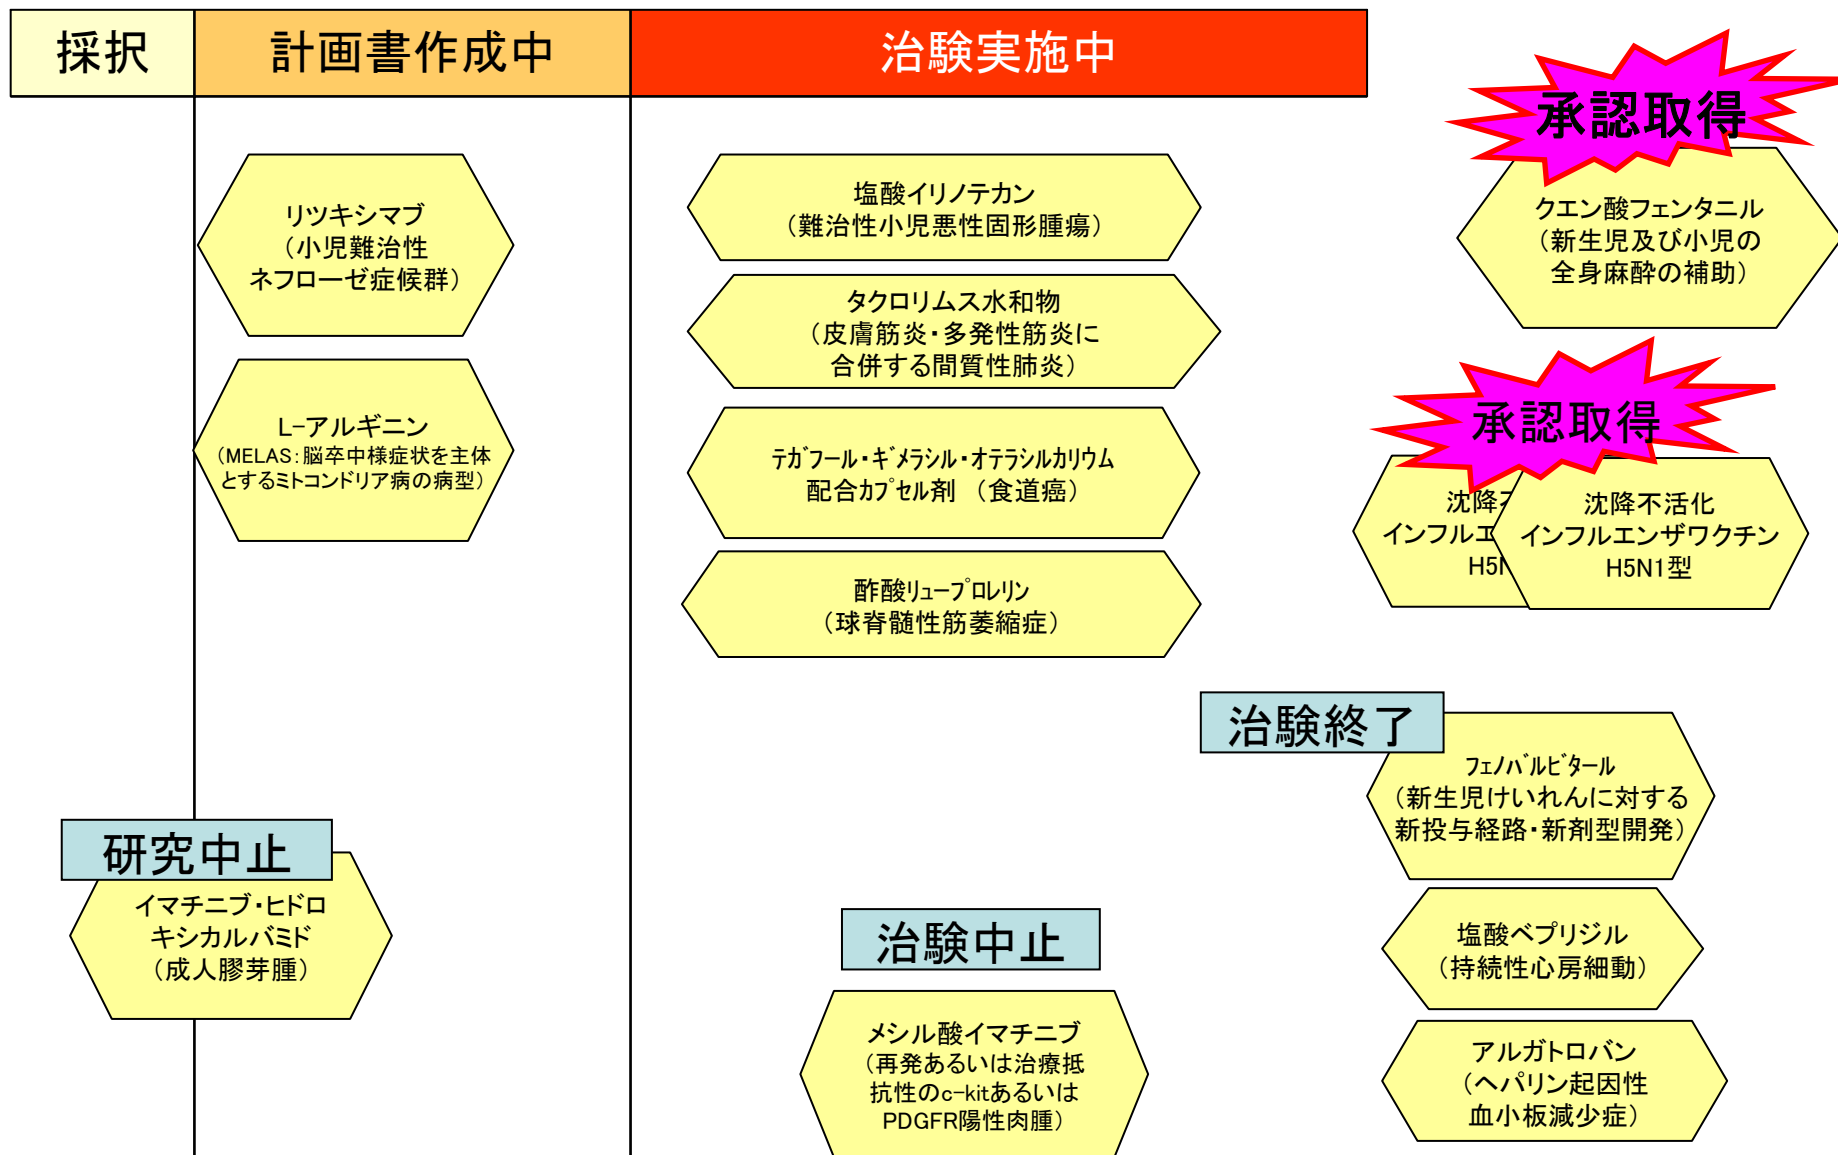 採択
計画書作成中
治験実施中
承認取得
リツキシマブ
（小児難治性
ネフローゼ症候群）
塩酸イリノテカン
（難治性小児悪性固形腫瘍）
クエン酸フェンタニル
（新生児及び小児の
全身麻酔の補助）
タクロリムス水和物
（皮膚筋炎・多発性筋炎に
合併する間質性肺炎）
L-アルギニン
（MELAS：脳卒中様症状を主体
とするミトコンドリア病の病型）
テガフール・ギメラシル・オテラシルカリウム
配合カプセル剤　（食道癌）
承認取得
沈降不
インフルエ
H5N
沈降不活化
インフルエンザワクチン
H5N1型
酢酸リュープロレリン
（球脊髄性筋萎縮症）
治験終了
フェノバルビタール
（新生児けいれんに対する
新投与経路・新剤型開発）
研究中止
イマチニブ・ヒドロ
キシカルバミド
（成人膠芽腫）
塩酸ベプリジル
（持続性心房細動）
治験中止
メシル酸イマチニブ
（再発あるいは治療抵
抗性のc-kitあるいは
PDGFR陽性肉腫）
アルガトロバン
（ヘパリン起因性
血小板減少症）